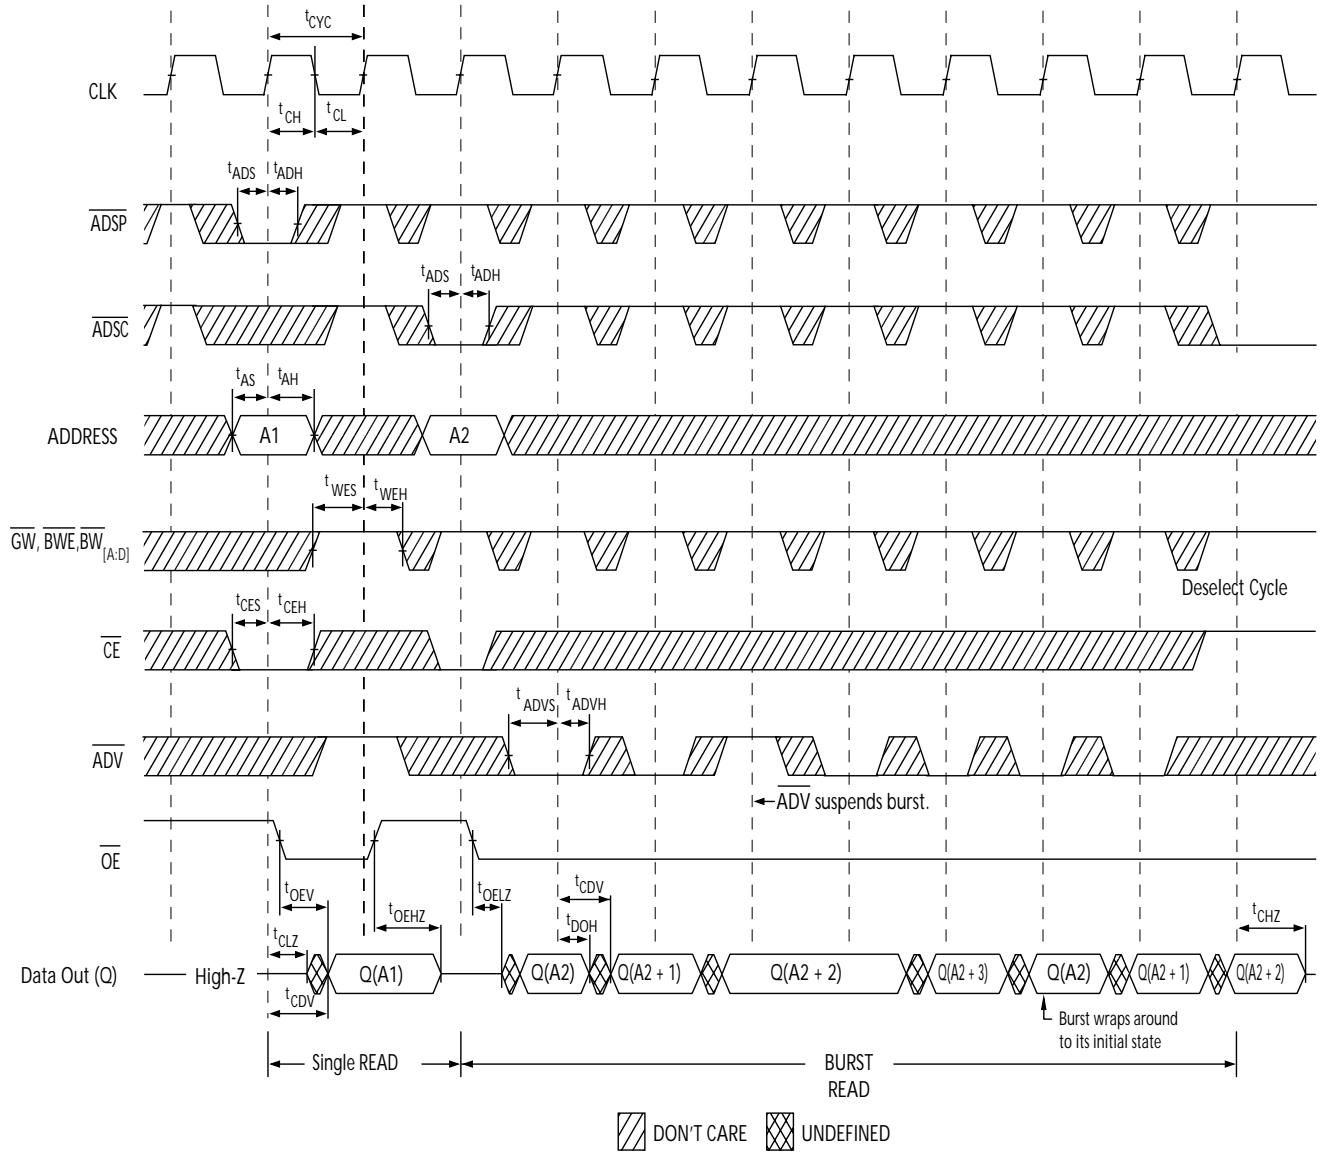 tCYC
CLK
tCH
tCL
tADS
tADH
ADSP
tADS
tADH
ADSC
tAS
tAH
ADDRESS
A1
A2
tWES
tWEH
GW, BWE,BW[A:D]
Deselect Cycle
tCES
tCEH
CE
tADVS
tADVH
ADV
ADV suspends burst.
OE
tOEV
tOEHZ
tOELZ
tCDV
tDOH
tCHZ
tCLZ
Data Out (Q)
High-Z
Q(A1)
Q(A2)
Q(A2 + 1)
Q(A2 + 2)
Q(A2 + 3)
Q(A2)
Q(A2 + 1)
Q(A2 + 2)
tCDV
Burst wraps around
to its initial state
Single READ
BURST
READ
DON'T CARE
UNDEFINED